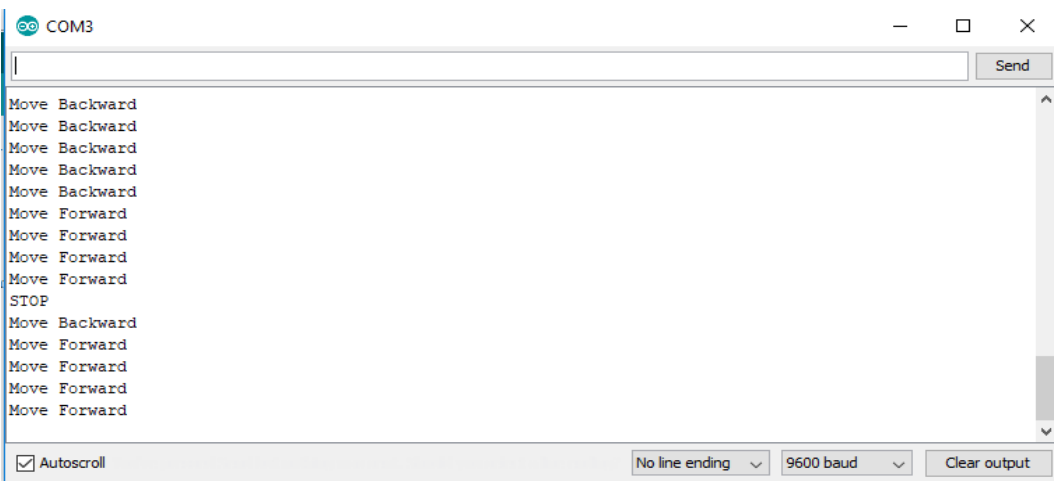 COM3
Send
Move Backward
Move Backward
Move Backward
Move Backward
Move Backward
Move Forward
Move Forward
Move Forward
Move Forward
STOP
Move Backward
Move Forward
Move Forward
Move Forward
Move Forward
Autoscroll No line ending 9600 baud Clear output